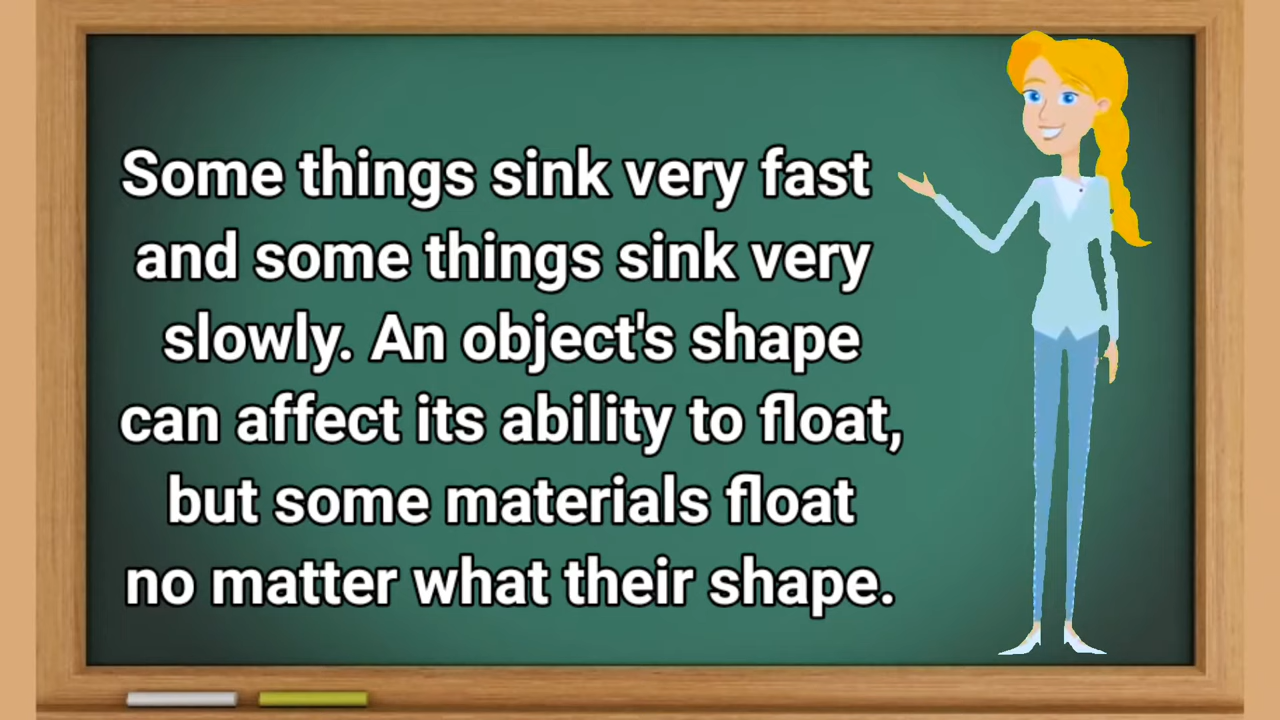 Some things sink very fast
and some things sink very
slowly. An object's shape
can affect its ability to float,
but some materials float
no matter what their shape.